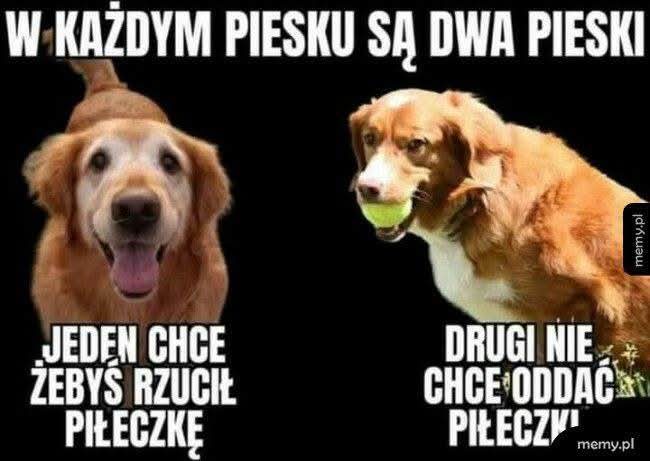 W KAŻDYM PIESKU SĄ DWA PIESKI
JEDEN CHCE
ŻEBYŚ RZUCIŁ
PIŁECZKĘ
DRUGI NIE
CHCE ODDAĆ
PIŁECZKI
memy.pl
memy.pl